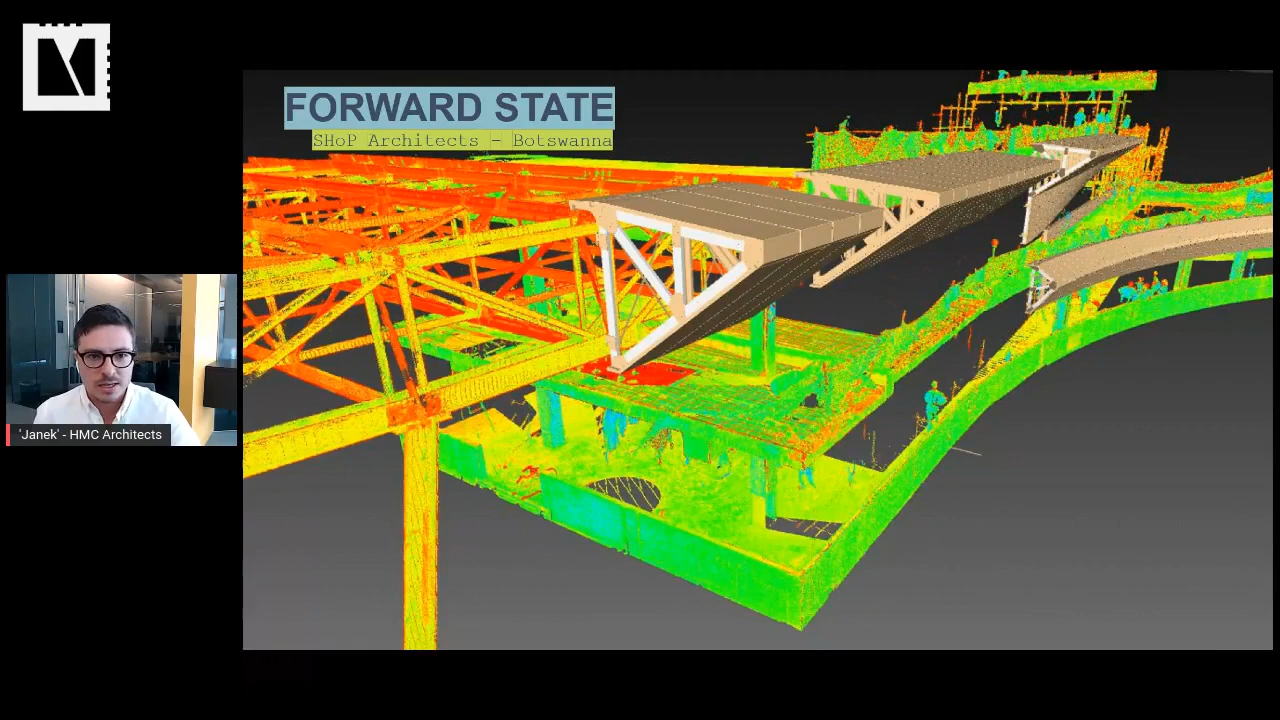 FORWARD STATE
SHoP Architects - Botswanna
'Janek' - HMC Architects